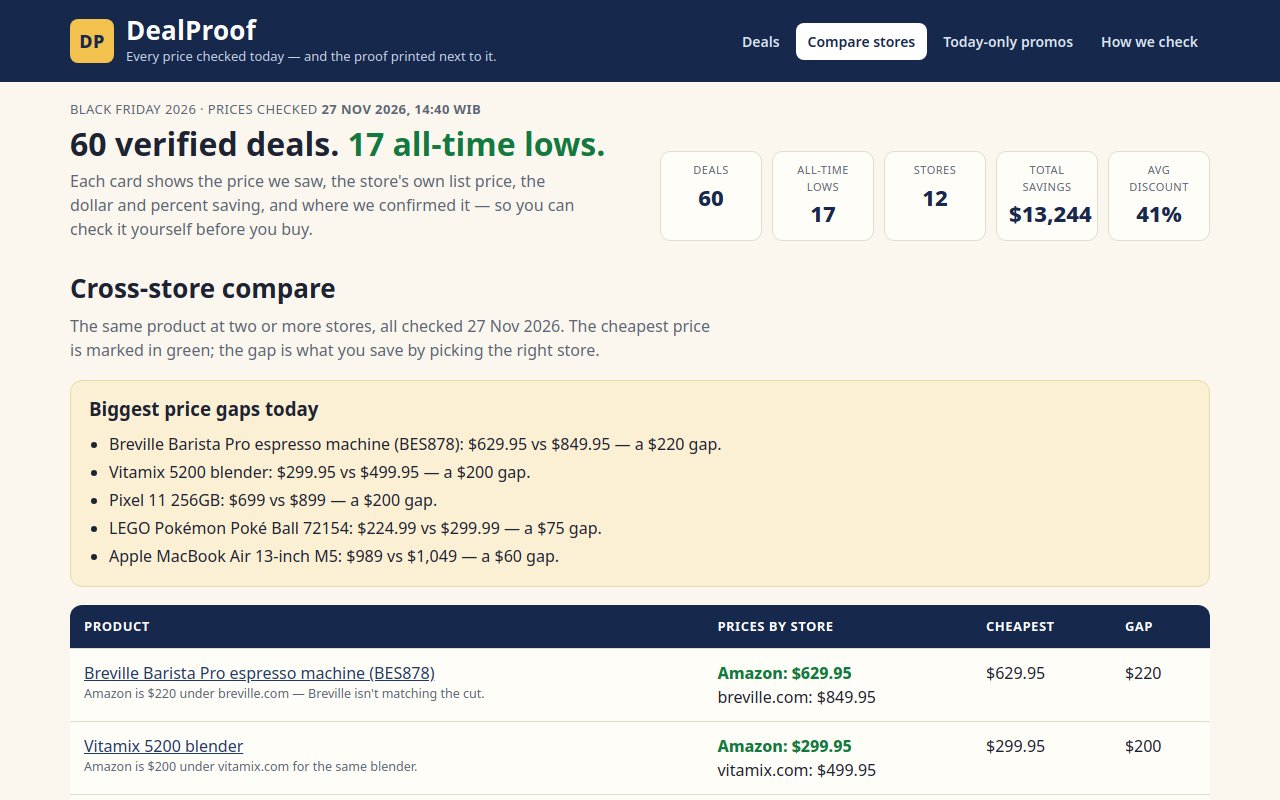 DP
DealProof
Every price checked today — and the proof printed next to it.
Deals
Compare stores
Today-only promos
How we check
BLACK FRIDAY 2026 · PRICES CHECKED 27 NOV 2026, 14:40 WIB
60 verified deals. 17 all-time lows.
Each card shows the price we saw, the store's own list price, the
dollar and percent saving, and where we confirmed it — so you can
check it yourself before you buy.
DEALS
60
ALL-TIME
LOWS
17
STORES
12
TOTAL
SAVINGS
$13,244
AVG
DISCOUNT
41%
Cross-store compare
The same product at two or more stores, all checked 27 Nov 2026. The cheapest price
is marked in green; the gap is what you save by picking the right store.
Biggest price gaps today
• Breville Barista Pro espresso machine (BES878): $629.95 vs $849.95 — a $220 gap.
• Vitamix 5200 blender: $299.95 vs $499.95 — a $200 gap.
• Pixel 11 256GB: $699 vs $899 — a $200 gap.
• LEGO Pokémon Poké Ball 72154: $224.99 vs $299.99 — a $75 gap.
• Apple MacBook Air 13-inch M5: $989 vs $1,049 — a $60 gap.
PRODUCT PRICES BY STORE CHEAPEST GAP
Breville Barista Pro espresso machine (BES878) Amazon: $629.95 $629.95 $220
Amazon is $220 under breville.com — Breville isn't matching the cut. breville.com: $849.95
Vitamix 5200 blender Amazon: $299.95 $299.95 $200
Amazon is $200 under vitamix.com for the same blender. vitamix.com: $499.95